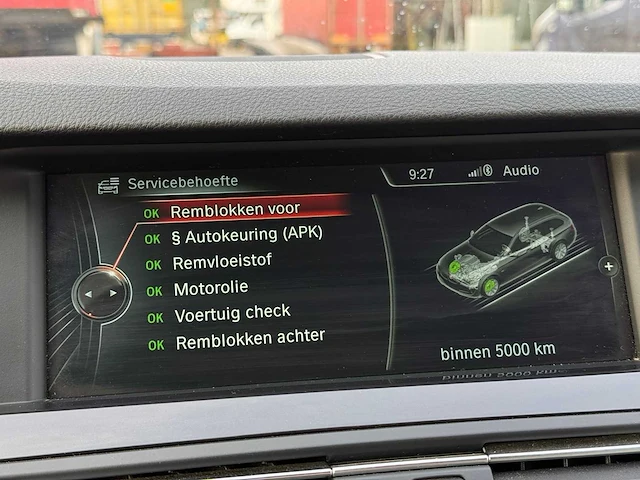 Servicebehoefte
9:27
Audio
OK Remblokken voor
OK § Autokeuring (APK)
OK Remvloeistof
OK Motorolie
OK Voertuig check
OK Remblokken achter
binnen 5000 km